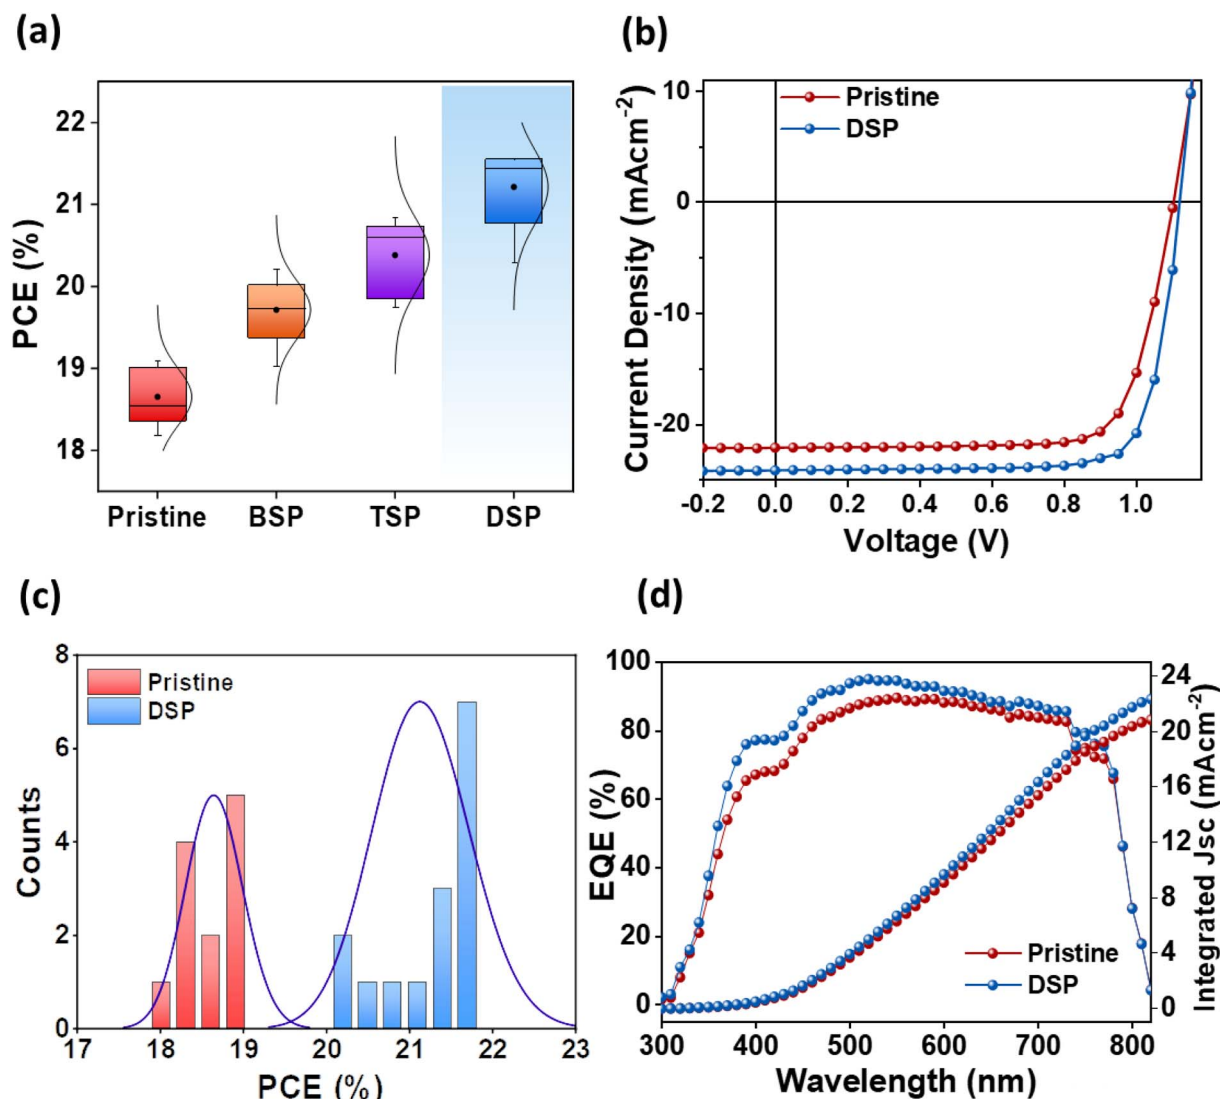 (a)
22
21
20
19
18
PCE (%)
Pristine BSP TSP DSP
(b)
Pristine
DSP
10
0
-10
-20
Current Density (mAcm⁻²)
-0.2 0.0 0.2 0.4 0.6 0.8 1.0
Voltage (V)
(c)
Pristine
DSP
8
6
4
2
0
Counts
17 18 19 20 21 22 23
PCE (%)
(d)
100
80
60
40
20
0
EQE (%)
24
20
16
12
8
4
0
Integrated Jsc (mAcm⁻²)
Pristine
DSP
300 400 500 600 700 800
Wavelength (nm)